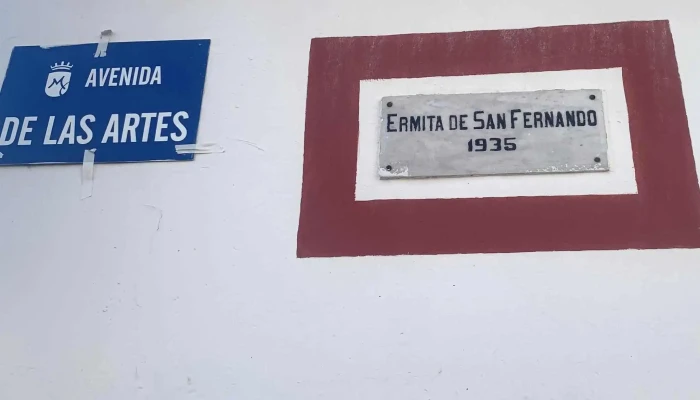 AVENIDA
DE LAS ARTES
ERMITA DE SAN FERNANDO
1935